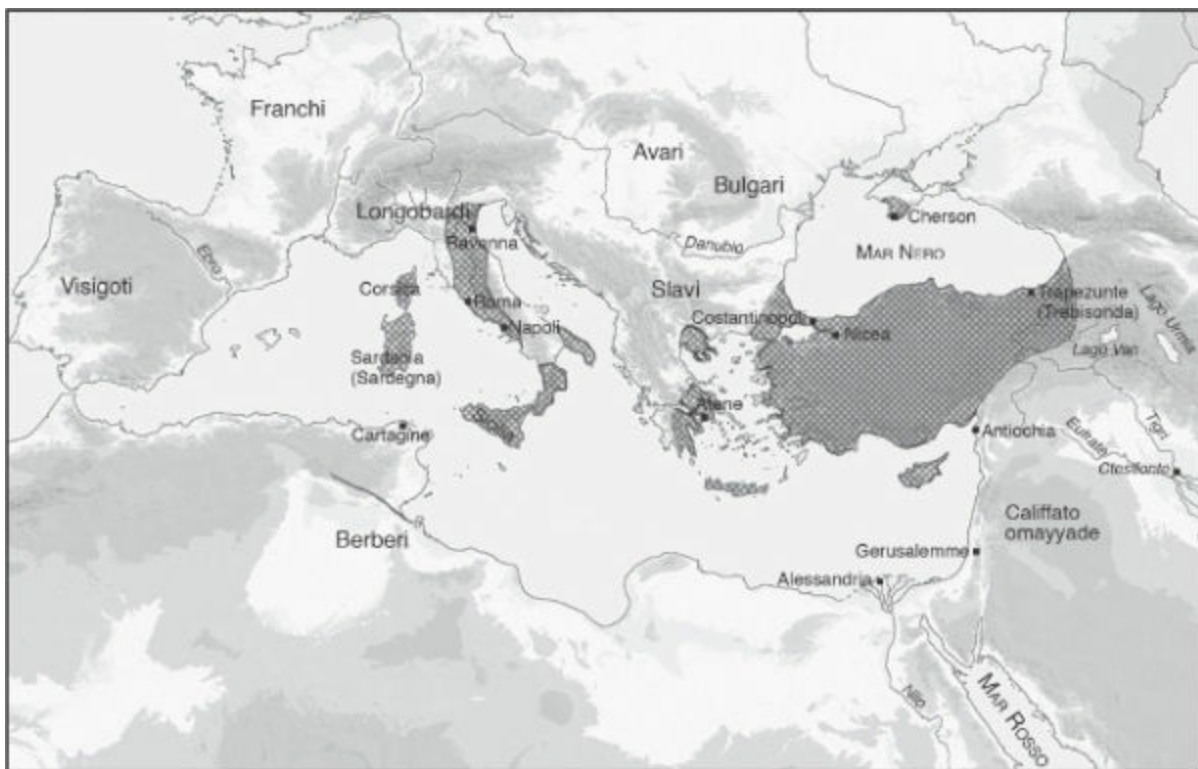 Franchi
Avari
Bulgari
Cherson
Longobardi
Ravenna
Danubio
MAR NERO
Ebro
Visigoti
Corsica
Roma
Slavi
Trapezunte
(Trebisonda)
Lago Urmia
Costantinopoli
Napoli
Nicea
Lago Van
Sardania
(Sardegna)
Atene
Sicilia
Cartagine
Antiochia
Eufrate
Tigri
Ctesifonte
Califfato
omayyade
Berberi
Gerusalemme
Alessandria
Nilo
MAR ROSSO